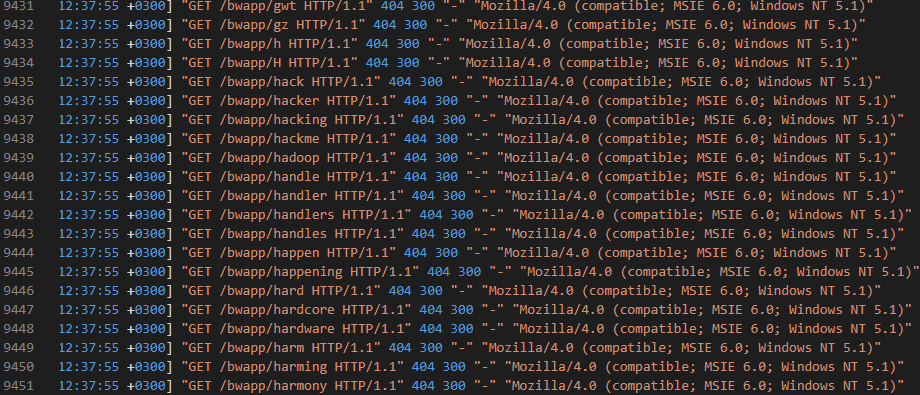 9431 12:37:55 +0300] "GET /bwapp/gwt HTTP/1.1" 404 300 "-" "Mozilla/4.0 (compatible; MSIE 6.0; Windows NT 5.1)"
9432 12:37:55 +0300] "GET /bwapp/gz HTTP/1.1" 404 300 "-" "Mozilla/4.0 (compatible; MSIE 6.0; Windows NT 5.1)"
9433 12:37:55 +0300] "GET /bwapp/h HTTP/1.1" 404 300 "-" "Mozilla/4.0 (compatible; MSIE 6.0; Windows NT 5.1)"
9434 12:37:55 +0300] "GET /bwapp/H HTTP/1.1" 404 300 "-" "Mozilla/4.0 (compatible; MSIE 6.0; Windows NT 5.1)"
9435 12:37:55 +0300] "GET /bwapp/hack HTTP/1.1" 404 300 "-" "Mozilla/4.0 (compatible; MSIE 6.0; Windows NT 5.1)"
9436 12:37:55 +0300] "GET /bwapp/hacker HTTP/1.1" 404 300 "-" "Mozilla/4.0 (compatible; MSIE 6.0; Windows NT 5.1)"
9437 12:37:55 +0300] "GET /bwapp/hacking HTTP/1.1" 404 300 "-" "Mozilla/4.0 (compatible; MSIE 6.0; Windows NT 5.1)"
9438 12:37:55 +0300] "GET /bwapp/hackme HTTP/1.1" 404 300 "-" "Mozilla/4.0 (compatible; MSIE 6.0; Windows NT 5.1)"
9439 12:37:55 +0300] "GET /bwapp/hadoop HTTP/1.1" 404 300 "-" "Mozilla/4.0 (compatible; MSIE 6.0; Windows NT 5.1)"
9440 12:37:55 +0300] "GET /bwapp/handle HTTP/1.1" 404 300 "-" "Mozilla/4.0 (compatible; MSIE 6.0; Windows NT 5.1)"
9441 12:37:55 +0300] "GET /bwapp/handler HTTP/1.1" 404 300 "-" "Mozilla/4.0 (compatible; MSIE 6.0; Windows NT 5.1)"
9442 12:37:55 +0300] "GET /bwapp/handlers HTTP/1.1" 404 300 "-" "Mozilla/4.0 (compatible; MSIE 6.0; Windows NT 5.1)"
9443 12:37:55 +0300] "GET /bwapp/handles HTTP/1.1" 404 300 "-" "Mozilla/4.0 (compatible; MSIE 6.0; Windows NT 5.1)"
9444 12:37:55 +0300] "GET /bwapp/happen HTTP/1.1" 404 300 "-" "Mozilla/4.0 (compatible; MSIE 6.0; Windows NT 5.1)"
9445 12:37:55 +0300] "GET /bwapp/happening HTTP/1.1" 404 300 "-" "Mozilla/4.0 (compatible; MSIE 6.0; Windows NT 5.1)"
9446 12:37:55 +0300] "GET /bwapp/hard HTTP/1.1" 404 300 "-" "Mozilla/4.0 (compatible; MSIE 6.0; Windows NT 5.1)"
9447 12:37:55 +0300] "GET /bwapp/hardcore HTTP/1.1" 404 300 "-" "Mozilla/4.0 (compatible; MSIE 6.0; Windows NT 5.1)"
9448 12:37:55 +0300] "GET /bwapp/hardware HTTP/1.1" 404 300 "-" "Mozilla/4.0 (compatible; MSIE 6.0; Windows NT 5.1)"
9449 12:37:55 +0300] "GET /bwapp/harm HTTP/1.1" 404 300 "-" "Mozilla/4.0 (compatible; MSIE 6.0; Windows NT 5.1)"
9450 12:37:55 +0300] "GET /bwapp/harming HTTP/1.1" 404 300 "-" "Mozilla/4.0 (compatible; MSIE 6.0; Windows NT 5.1)"
9451 12:37:55 +0300] "GET /bwapp/harmony HTTP/1.1" 404 300 "-" "Mozilla/4.0 (compatible; MSIE 6.0; Windows NT 5.1)"